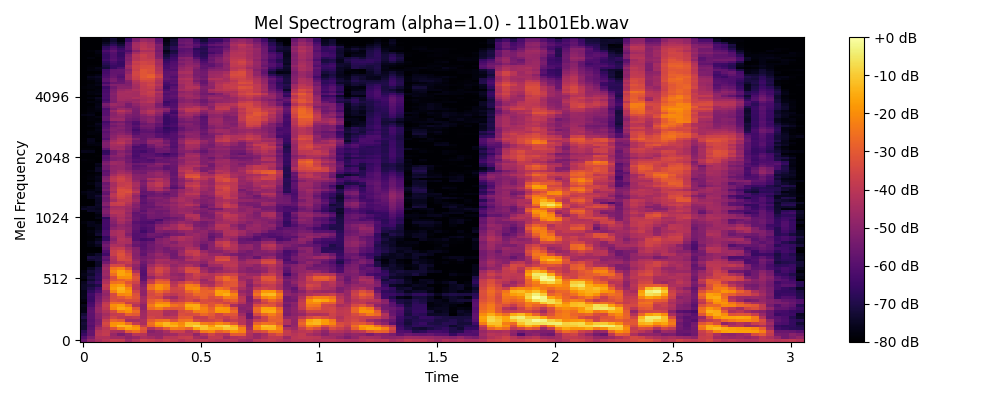 Mel Spectrogram (alpha=1.0) - 11b01Eb.wav
Mel Frequency
4096
2048
1024
512
0
0
0.5
1
1.5
2
2.5
3
Time
+0 dB
-10 dB
-20 dB
-30 dB
-40 dB
-50 dB
-60 dB
-70 dB
-80 dB